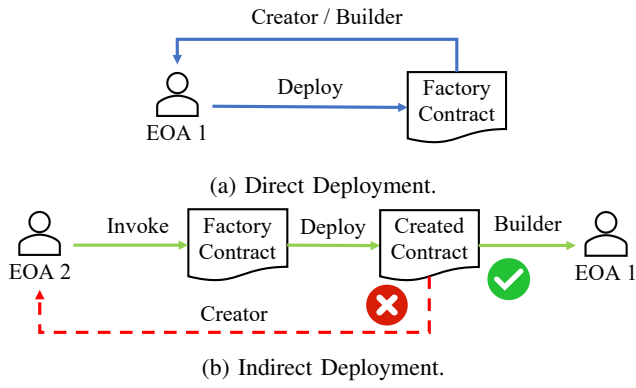 Creator / Builder
Deploy
Factory
Contract
EOA 1
(a) Direct Deployment.
Invoke
Factory
Contract
Deploy
Created
Contract
Builder
EOA 2
EOA 1
Creator
(b) Indirect Deployment.